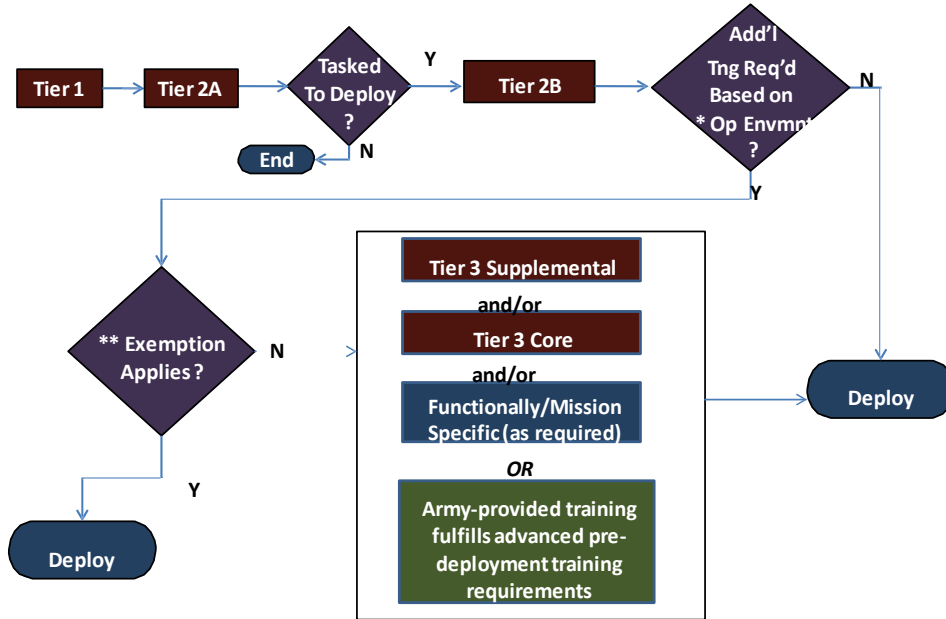 Tier 1
Tier 2A
Tasked
To Deploy
?
Y
N
End
Tier 2B
Add’l
Tng Req’d
Based on
* Op Envmnt
?
N
Y
** Exemption
Applies ?
N
Y
Deploy
Tier 3 Supplemental
and/or
Tier 3 Core
and/or
Functionally/Mission
Specific (as required)
OR
Army-provided training
fulfills advanced pre-
deployment training
requirements
Deploy